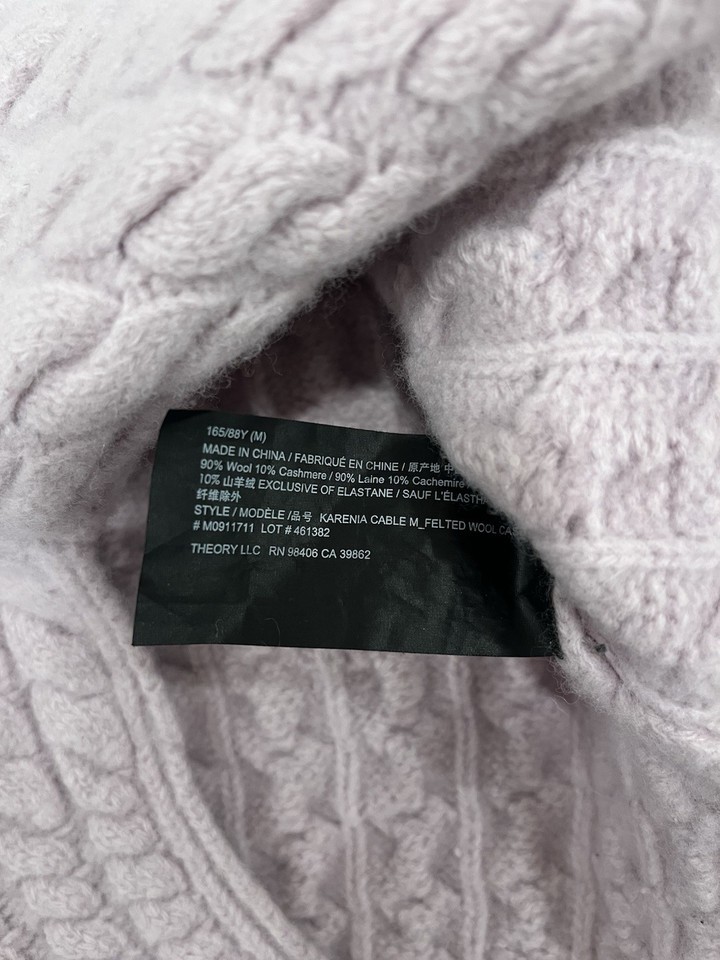 165/88Y (M)
MADE IN CHINA / FABRIQUÉ EN CHINE / 原产地 中
90% Wool 10% Cashmere / 90% Laine 10% Cachemire
10% 山羊绒 EXCLUSIVE OF ELASTANE / SAUF L'ÉLASTHA
纤维除外
STYLE / MODÈLE /品号 KARENIA CABLE M_FELTED WOOL CAS
# M0911711 LOT # 461382
THEORY LLC RN 98406 CA 39862